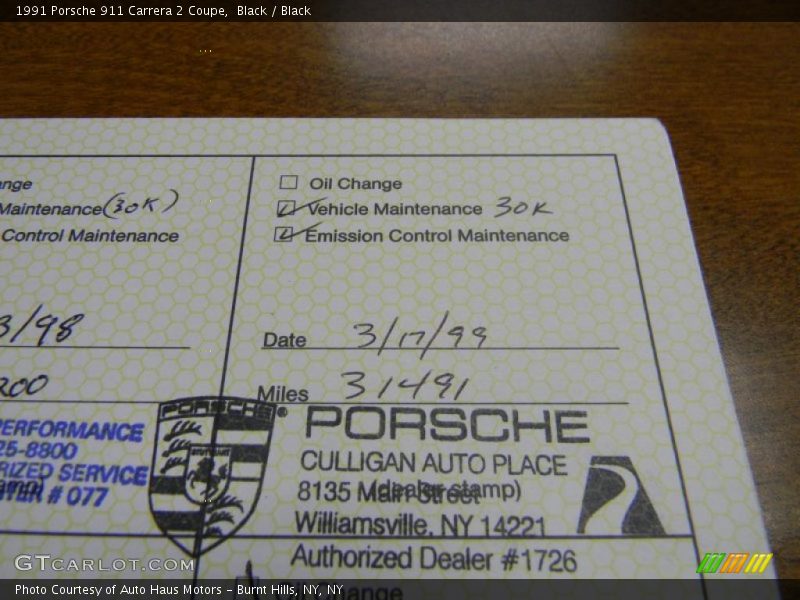 1991 Porsche 911 Carrera 2 Coupe,  Black / Black
ange
Maintenance (30K)
Control Maintenance
3/98
200
PERFORMANCE
25-8800
RIZED SERVICE
# 077
Oil Change
Vehicle Maintenance 30K
Emission Control Maintenance
Date 3/17/99
Miles 31491
PORSCHE ®
PORSCHE
CULLIGAN AUTO PLACE
8135 Main Street
(dealer stamp)
Williamsville, NY 14221
Authorized Dealer #1726
Oil Change
GTCARLOT.COM
Photo Courtesy of Auto Haus Motors - Burnt Hills, NY, NY